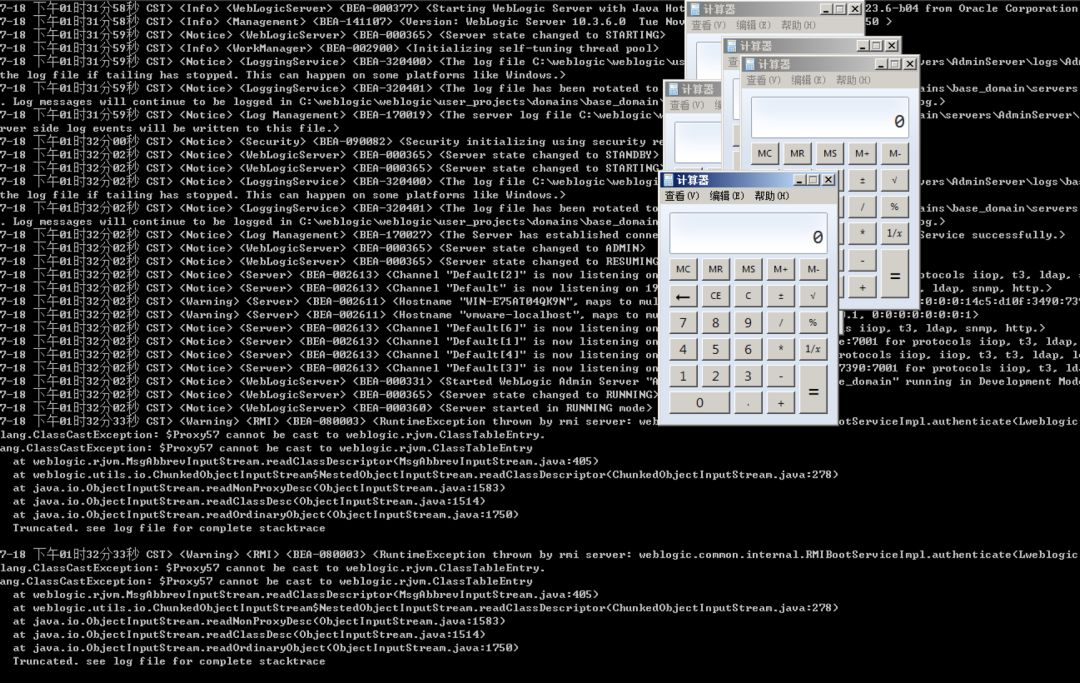 7-18 下午01时31分58秒 CST> <Info> <WebLogicServer> <BEA-000377> <Starting WebLogic Server with Java Hot 23.6-b04 from Oracle Corporation
7-18 下午01时31分58秒 CST> <Info> <Management> <BEA-141107> <Version: WebLogic Server 10.3.6.0 Tue Nov 50 >
7-18 下午01时31分59秒 CST> <Notice> <WebLogicServer> <BEA-000365> <Server state changed to STARTING>
7-18 下午01时31分59秒 CST> <Info> <WorkManager> <BEA-002900> <Initializing self-tuning thread pool>
7-18 下午01时31分59秒 CST> <Notice> <LoggingService> <BEA-320400> <The log file C:\weblogic\weblogi vers\AdminServer\logs\ba
the log file if tailing has stopped. This can happen on some platforms like Windows.>
7-18 下午01时31分59秒 CST> <Notice> <LoggingService> <BEA-320401> <The log file has been rotated to \base_domain\servers
. Log messages will continue to be logged in C:\weblogic\weblogic\user_projects\domains\base_domain og.>
7-18 下午01时31分59秒 CST> <Notice> <Log Management> <BEA-170019> <The server log file C:\weblogic\w ain\servers\AdminServer\
rver side log events will be written to this file.>
7-18 下午01时32分00秒 CST> <Notice> <Security> <BEA-090082> <Security initializing using security re
7-18 下午01时32分02秒 CST> <Notice> <WebLogicServer> <BEA-000365> <Server state changed to STANDBY>
7-18 下午01时32分02秒 CST> <Notice> <WebLogicServer> <BEA-000365> <Server state changed to STARTING
7-18 下午01时32分02秒 CST> <Notice> <LoggingService> <BEA-320400> <The log file C:\weblogic\weblogi vers\AdminServer\logs\bas
the log file if tailing has stopped. This can happen on some platforms like Windows.>
7-18 下午01时32分02秒 CST> <Notice> <LoggingService> <BEA-320401> <The log file has been rotated to \base_domain\servers
. Log messages will continue to be logged in C:\weblogic\weblogic\user_projects\domains\base_doma og.>
7-18 下午01时32分02秒 CST> <Notice> <Log Management> <BEA-170027> <The Server has established conne Service successfully.>
7-18 下午01时32分02秒 CST> <Notice> <WebLogicServer> <BEA-000365> <Server state changed to ADMIN>
7-18 下午01时32分02秒 CST> <Notice> <WebLogicServer> <BEA-000365> <Server state changed to RESUMING
7-18 下午01时32分02秒 CST> <Notice> <Server> <BEA-002613> <Channel "Default[2]" is now listening on otocols iiop, t3, ldap,
7-18 下午01时32分02秒 CST> <Notice> <Server> <BEA-002613> <Channel "Default" is now listening on 19 , ldap, snmp, http.>
7-18 下午01时32分02秒 CST> <Warning> <Server> <BEA-002611> <Hostname "WIN-E75AT04QK9N", maps to mul 0:0:0:14c5:d10f:3490:73
7-18 下午01时32分02秒 CST> <Warning> <Server> <BEA-002611> <Hostname "vmware-localhost", maps to mu .1, 0:0:0:0:0:0:0:1>
7-18 下午01时32分02秒 CST> <Notice> <Server> <BEA-002613> <Channel "Default[6]" is now listening on s iiop, t3, ldap, snmp, http.>
7-18 下午01时32分02秒 CST> <Notice> <Server> <BEA-002613> <Channel "Default[1]" is now listening on e:7001 for protocols iiop, t3, ld
7-18 下午01时32分02秒 CST> <Notice> <Server> <BEA-002613> <Channel "Default[4]" is now listening on rotocols iiop, t3, ldap,
7-18 下午01时32分02秒 CST> <Notice> <Server> <BEA-002613> <Channel "Default[3]" is now listening on 7390:7001 for protocols iiop, t3, lda
7-18 下午01时32分02秒 CST> <Notice> <WebLogicServer> <BEA-000331> <Started WebLogic Admin Server "A e_domain" running in Development Mode
7-18 下午01时32分02秒 CST> <Notice> <WebLogicServer> <BEA-000365> <Server state changed to RUNNING>
7-18 下午01时32分02秒 CST> <Notice> <WebLogicServer> <BEA-000360> <Server started in RUNNING mode>
7-18 下午01时32分33秒 CST> <Warning> <RMI> <BEA-080003> <RuntimeException thrown by rmi server: web otServiceImpl.authenticate(Lweblogic
lang.ClassCastException: $Proxy57 cannot be cast to weblogic.rjvm.ClassTableEntry.
ang.ClassCastException: $Proxy57 cannot be cast to weblogic.rjvm.ClassTableEntry
at weblogic.rjvm.MsgAbbrevInputStream.readClassDescriptor(MsgAbbrevInputStream.java:405)
at weblogic.utils.io.ChunkedObjectInputStream$NestedObjectInputStream.readClassDescriptor(ChunkedObjectInputStream.java:278)
at java.io.ObjectInputStream.readNonProxyDesc(ObjectInputStream.java:1583)
at java.io.ObjectInputStream.readClassDesc(ObjectInputStream.java:1514)
at java.io.ObjectInputStream.readOrdinaryObject(ObjectInputStream.java:1750)
Truncated. see log file for complete stacktrace
7-18 下午01时32分33秒 CST> <Warning> <RMI> <BEA-080003> <RuntimeException thrown by rmi server: weblogic.common.internal.RMIBootServiceImpl.authenticate(Lweblogic
lang.ClassCastException: $Proxy57 cannot be cast to weblogic.rjvm.ClassTableEntry.
ang.ClassCastException: $Proxy57 cannot be cast to weblogic.rjvm.ClassTableEntry
at weblogic.rjvm.MsgAbbrevInputStream.readClassDescriptor(MsgAbbrevInputStream.java:405)
at weblogic.utils.io.ChunkedObjectInputStream$NestedObjectInputStream.readClassDescriptor(ChunkedObjectInputStream.java:278)
at java.io.ObjectInputStream.readNonProxyDesc(ObjectInputStream.java:1583)
at java.io.ObjectInputStream.readClassDesc(ObjectInputStream.java:1514)
at java.io.ObjectInputStream.readOrdinaryObject(ObjectInputStream.java:1750)
Truncated. see log file for complete stacktrace
计算器
查看(V) 编辑(E) 帮助(H)
计算器
查
计算器
查看(V) 编辑(E) 帮助(H)
0
MC MR MS M+ M-
± √
/ %
* 1/x
- =
+
计算器
查看(V) 编
计算器
查看(V) 编辑(E) 帮助(H)
0
MC MR MS M+ M-
← CE C ± √
7 8 9 / %
4 5 6 * 1/x
1 2 3 - =
0 . +